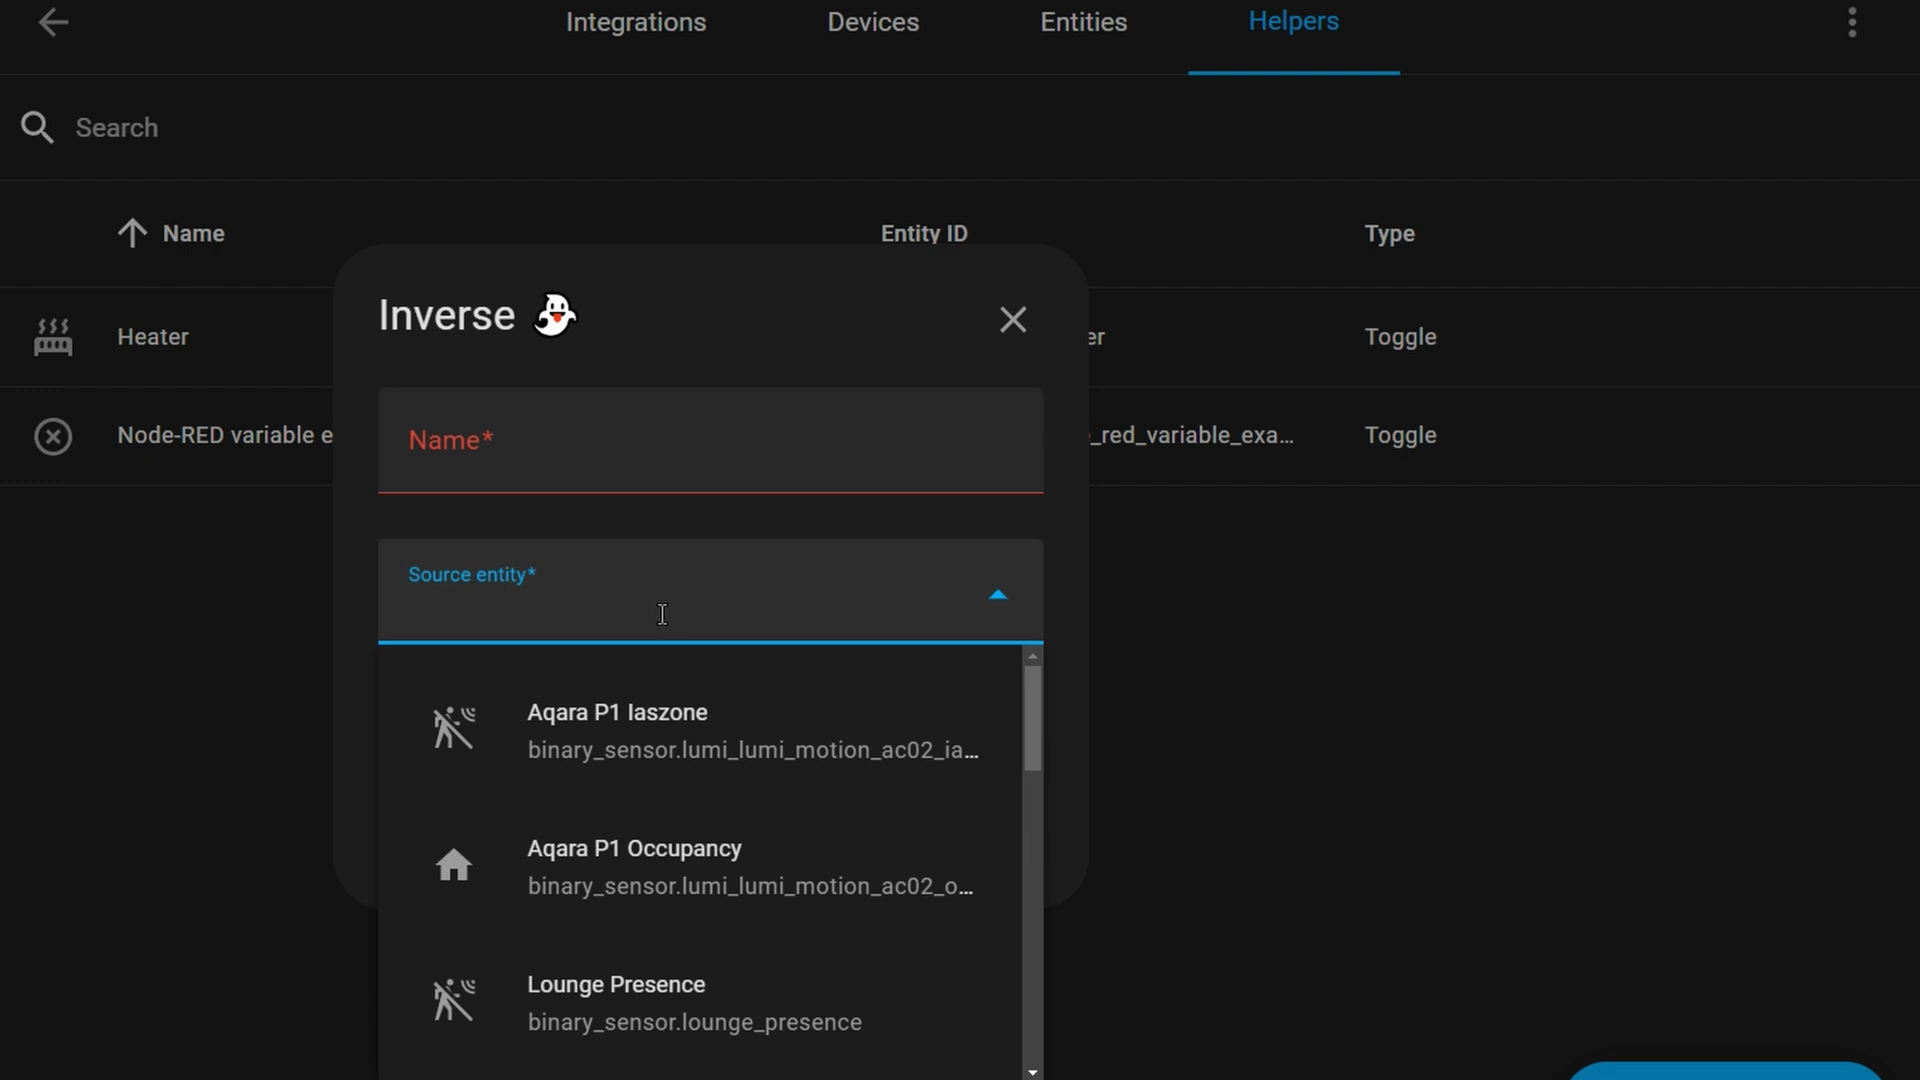 Integrations
Devices
Entities
Helpers
Search
Name
Entity ID
Type
Heater
er
Toggle
Node-RED variable e
_red_variable_exa...
Toggle
Inverse
Name*
Source entity*
Aqara P1 Iaszone
binary_sensor.lumi_lumi_motion_ac02_ia...
Aqara P1 Occupancy
binary_sensor.lumi_lumi_motion_ac02_o...
Lounge Presence
binary_sensor.lounge_presence